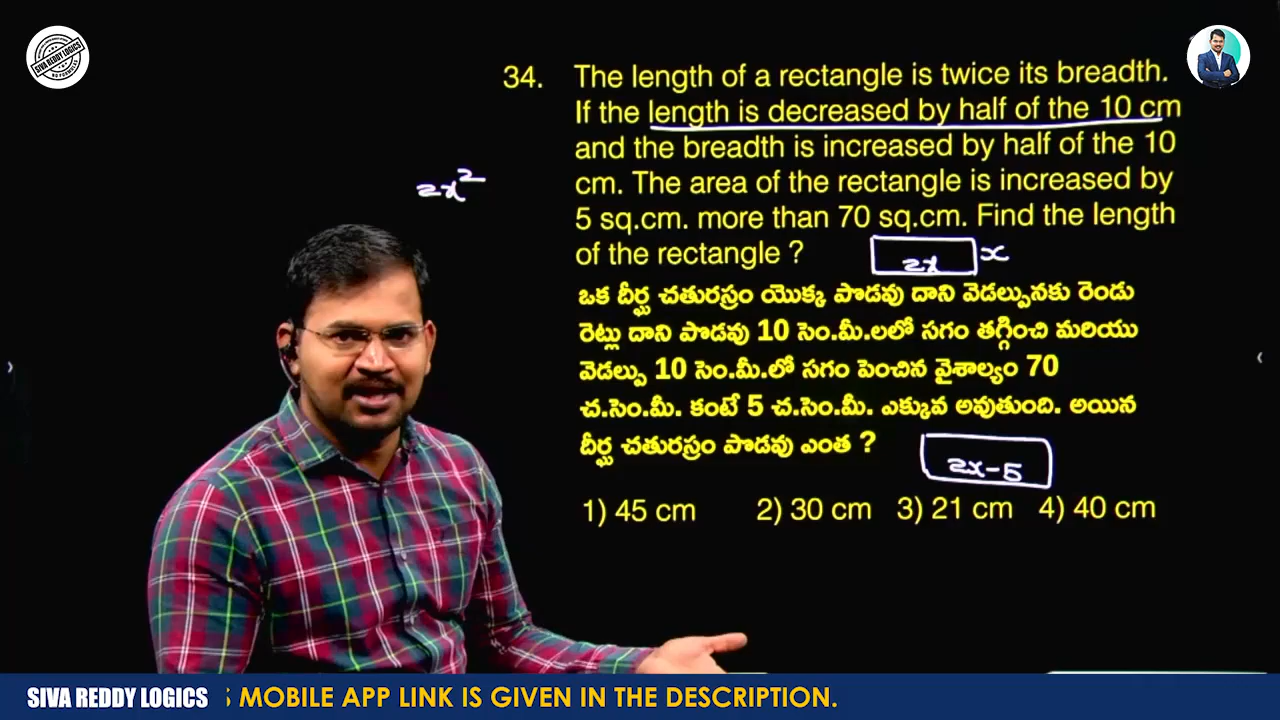 SIVA REDDY LOGICS
34. The length of a rectangle is twice its breadth.
If the length is decreased by half of the 10 cm
and the breadth is increased by half of the 10
cm. The area of the rectangle is increased by
5 sq.cm. more than 70 sq.cm. Find the length
of the rectangle ?
2x²
2x x
ఒక దీర్ఘ చతురస్రం యొక్క పొడవు దాని వెడల్పునకు రెండు
రెట్లు దాని పొడవు 10 సెం.మీ.లలో సగం తగ్గించి మరియు
వెడల్పు 10 సెం.మీ.లో సగం పెంచిన వైశాల్యం 70
చ.సెం.మీ. కంటే 5 చ.సెం.మీ. ఎక్కువ అవుతుంది. అయిన
దీర్ఘ చతురస్రం పొడవు ఎంత ?
2x-5
1) 45 cm 2) 30 cm 3) 21 cm 4) 40 cm
SIVA REDDY LOGICS MOBILE APP LINK IS GIVEN IN THE DESCRIPTION.